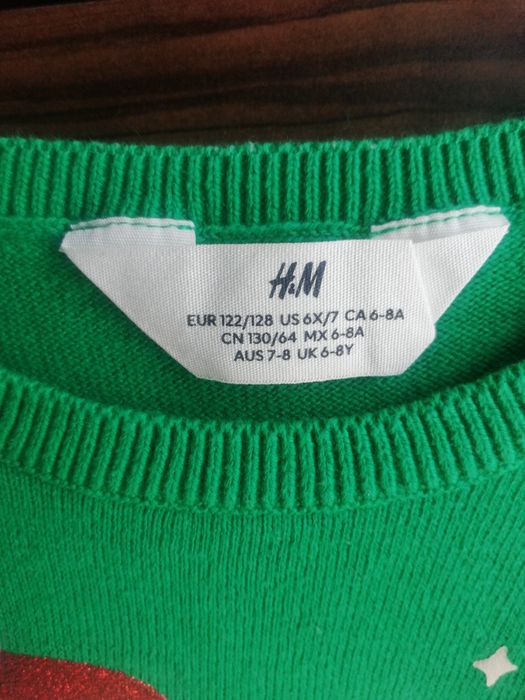 H&M
EUR 122/128 US 6X/7 CA 6-8A
CN 130/64 MX 6-8A
AUS 7-8 UK 6-8Y